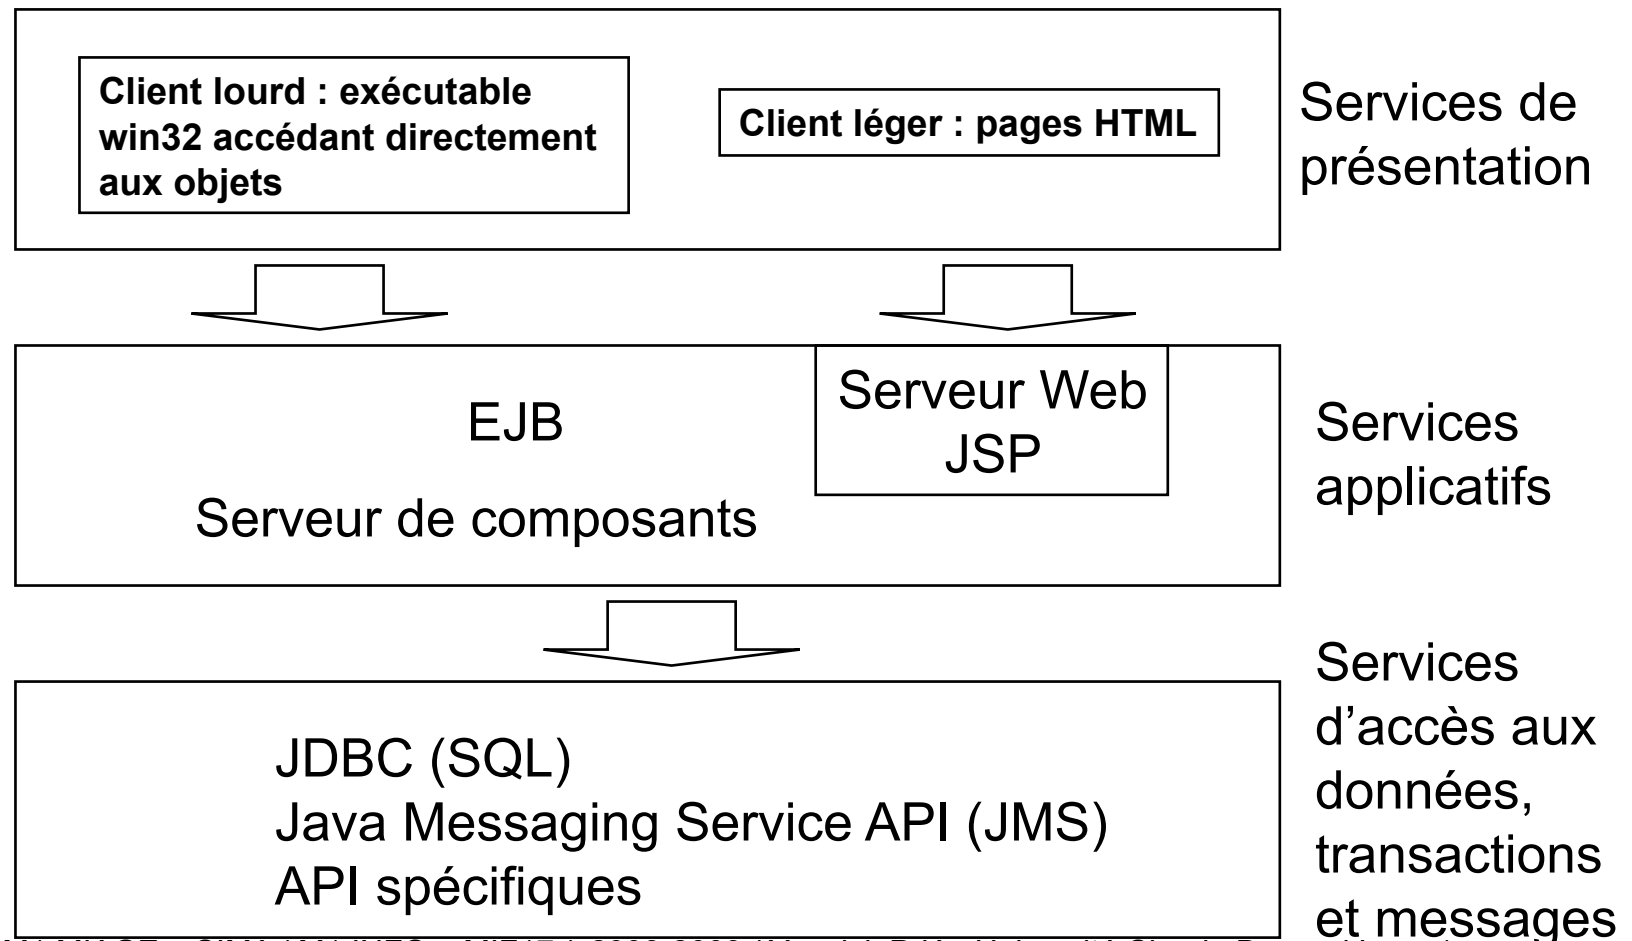 Client lourd : exécutable
win32 accédant directement
aux objets
Client léger : pages HTML
Services de
présentation
EJB
Serveur de composants
Serveur Web
JSP
Services
applicatifs
JDBC (SQL)
Java Messaging Service API (JMS)
API spécifiques
Services
d’accès aux
données,
transactions
et messages